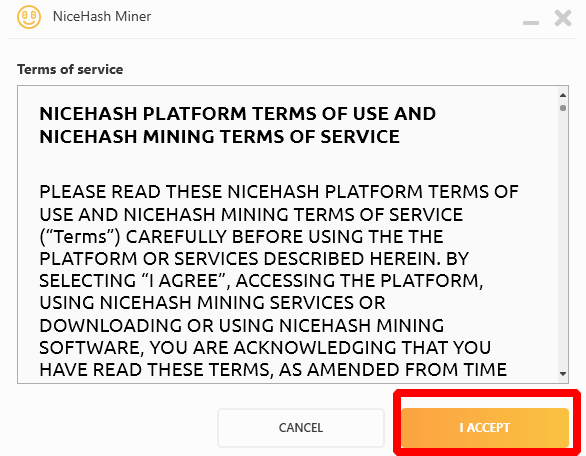 NiceHash Miner
Terms of service
NICEHASH PLATFORM TERMS OF USE AND
NICEHASH MINING TERMS OF SERVICE
PLEASE READ THESE NICEHASH PLATFORM TERMS OF
USE AND NICEHASH MINING TERMS OF SERVICE
(“Terms”) CAREFULLY BEFORE USING THE THE
PLATFORM OR SERVICES DESCRIBED HEREIN. BY
SELECTING “I AGREE”, ACCESSING THE PLATFORM,
USING NICEHASH MINING SERVICES OR
DOWNLOADING OR USING NICEHASH MINING
SOFTWARE, YOU ARE ACKNOWLEDGING THAT YOU
HAVE READ THESE TERMS, AS AMENDED FROM TIME
CANCEL
I ACCEPT